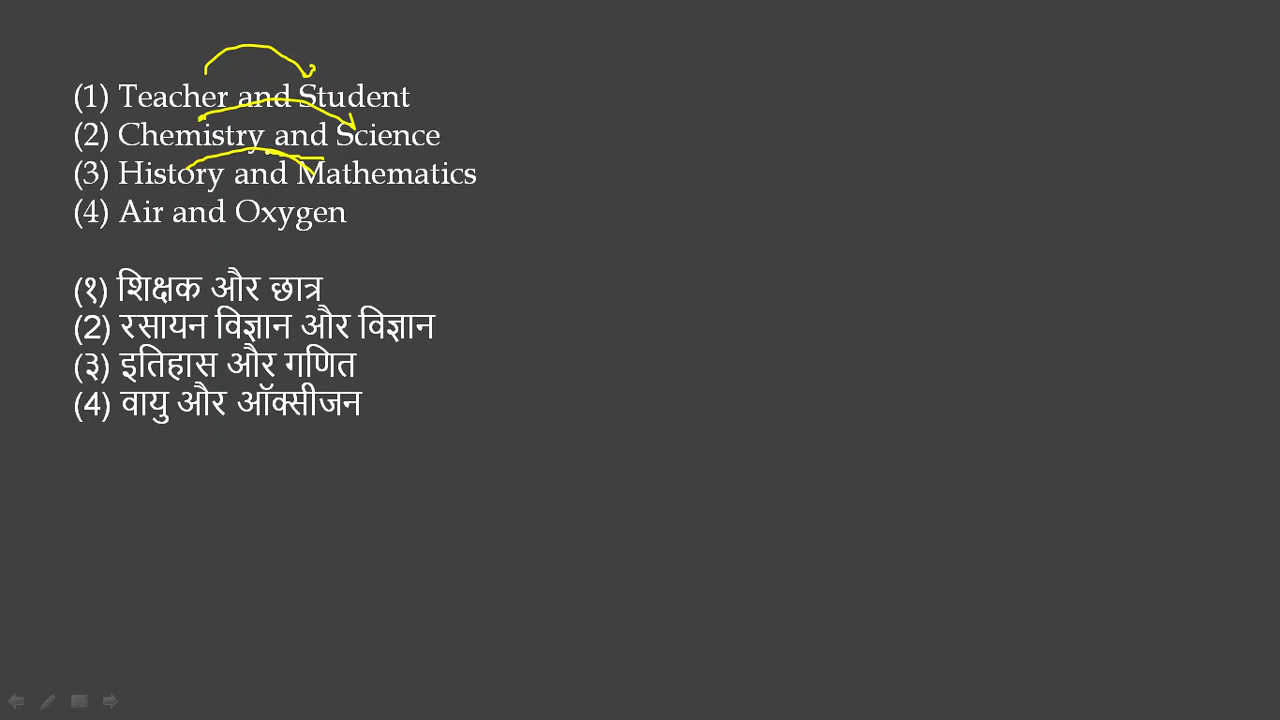 (1) Teacher and Student
(2) Chemistry and Science
(3) History and Mathematics
(4) Air and Oxygen
(१) शिक्षक और छात्र
(2) रसायन विज्ञान और विज्ञान
(३) इतिहास और गणित
(4) वायु और ऑक्सीजन